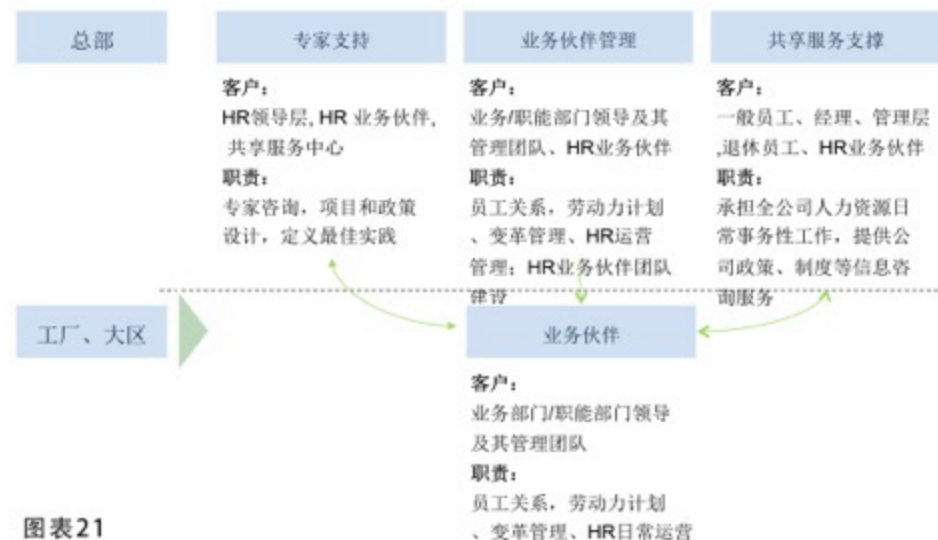 总部
专家支持
业务伙伴管理
共享服务支撑
客户：
HR领导层, HR 业务伙伴,
共享服务中心
职责：
专家咨询，项目和政策
设计，定义最佳实践
客户：
业务/职能部门领导及其
管理团队、HR业务伙伴
职责：
员工关系，劳动力计划
、变革管理、HR运营
管理；HR业务伙伴团队
建设
客户：
一般员工、经理、管理层
,退休员工、HR业务伙伴
职责：
承担全公司人力资源日
常事务性工作，提供公
司政策、制度等信息咨
询服务
工厂、大区
业务伙伴
客户：
业务部门/职能部门领导
及其管理团队
职责：
员工关系，劳动力计划
、变革管理、HR日常运营
图表21